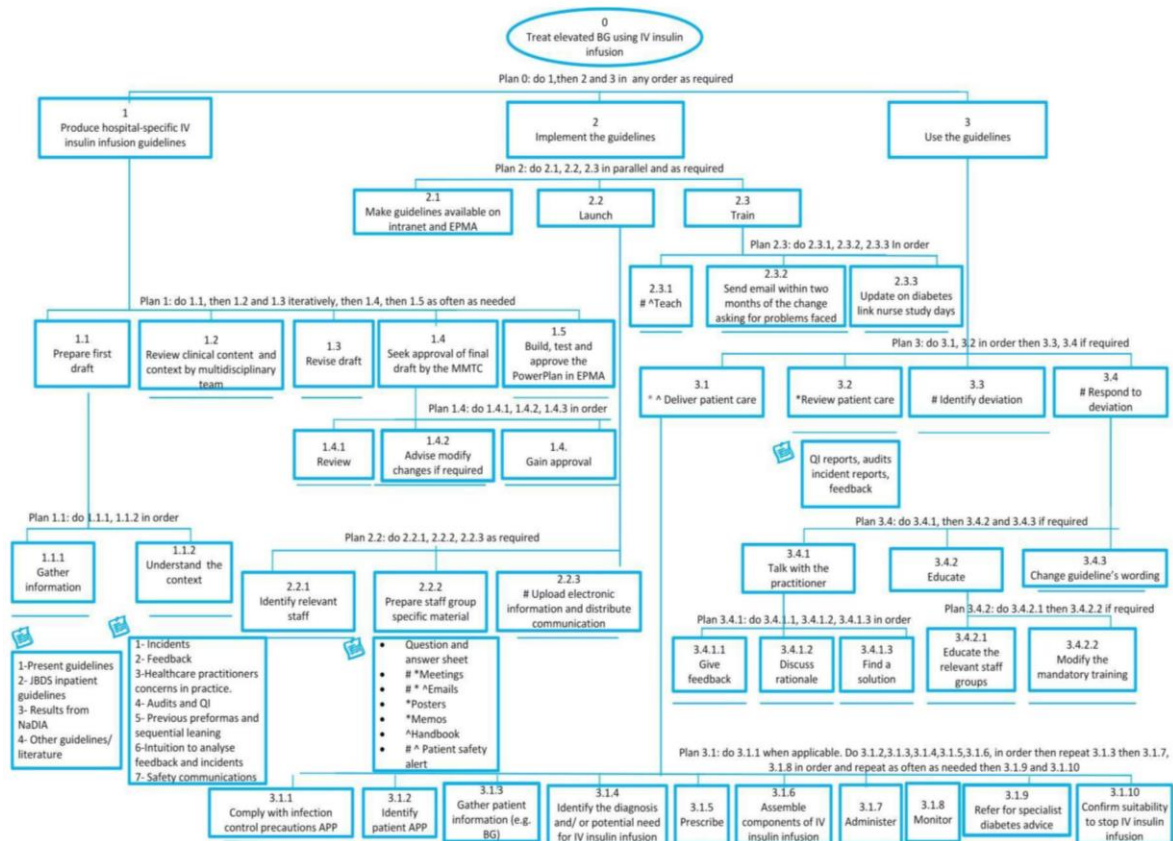 0
Treat elevated BG using IV insulin
infusion
Plan 0: do 1,then 2 and 3 in any order as required
1
Produce hospital-specific IV
insulin infusion guidelines
2
Implement the guidelines
3
Use the guidelines
Plan 2: do 2.1, 2.2, 2.3 in parallel and as required
2.1
Make guidelines available on
intranet and EPMA
2.2
Launch
2.3
Train
Plan 2.3: do 2.3.1, 2.3.2, 2.3.3 In order
2.3.1
# ^Teach
2.3.2
Send email within two
months of the change
asking for problems faced
2.3.3
Update on diabetes
link nurse study days
Plan 1: do 1.1, then 1.2 and 1.3 iteratively, then 1.4, then 1.5 as often as needed
1.1
Prepare first
draft
1.2
Review clinical content and
context by multidisciplinary
team
1.3
Revise draft
1.4
Seek approval of final
draft by the MMTC
1.5
Build, test and
approve the
PowerPlan in EPMA
Plan 3: do 3.1, 3.2 in order then 3.3, 3.4 if required
3.1
* ^ Deliver patient care
3.2
*Review patient care
3.3
# Identify deviation
3.4
# Respond to
deviation
Plan 1.4: do 1.4.1, 1.4.2, 1.4.3 in order
1.4.1
Review
1.4.2
Advise modify
changes if required
1.4.
Gain approval
QI reports, audits
incident reports,
feedback
Plan 1.1: do 1.1.1, 1.1.2 in order
1.1.1
Gather
information
1.1.2
Understand the
context
Plan 2.2: do 2.2.1, 2.2.2, 2.2.3 as required
2.2.1
Identify relevant
staff
2.2.2
Prepare staff group
specific material
2.2.3
# Upload electronic
information and distribute
communication
Plan 3.4: do 3.4.1, then 3.4.2 and 3.4.3 if required
3.4.1
Talk with the
practitioner
3.4.2
Educate
3.4.3
Change guideline's wording
Plan 3.4.1: do 3.4.1.1, 3.4.1.2, 3.4.1.3 in order
Plan 3.4.2: do 3.4.2.1 then 3.4.2.2 if required
3.4.1.1
Give
feedback
3.4.1.2
Discuss
rationale
3.4.1.3
Find a
solution
3.4.2.1
Educate the
relevant staff
groups
3.4.2.2
Modify the
mandatory training
1-Present guidelines
2- JBDS inpatient
guidelines
3- Results from
NaDIA
4- Other guidelines/
literature
1- Incidents
2- Feedback
3-Healthcare practitioners
concerns in practice.
4- Audits and QI
5- Previous preformas and
sequential leaning
6-Intuition to analyse
feedback and incidents
7- Safety communications
• Question and
answer sheet
• # *Meetings
• # * ^Emails
• *Posters
• *Memos
• ^Handbook
• # ^ Patient safety
alert
Plan 3.1: do 3.1.1 when applicable. Do 3.1.2,3.1.3,3.1.4,3.1.5,3.1.6, in order then repeat 3.1.3 then 3.1.7,
3.1.8 in order and repeat as often as needed then 3.1.9 and 3.1.10
3.1.1
Comply with infection
control precautions APP
3.1.2
Identify
patient APP
3.1.3
Gather patient
information (e.g.
BG)
3.1.4
Identify the diagnosis
and/ or potential need
for IV insulin infusion
3.1.5
Prescribe
3.1.6
Assemble
components of IV
insulin infusion
3.1.7
Administer
3.1.8
Monitor
3.1.9
Refer for specialist
diabetes advice
3.1.10
Confirm suitability
to stop IV insulin
infusion